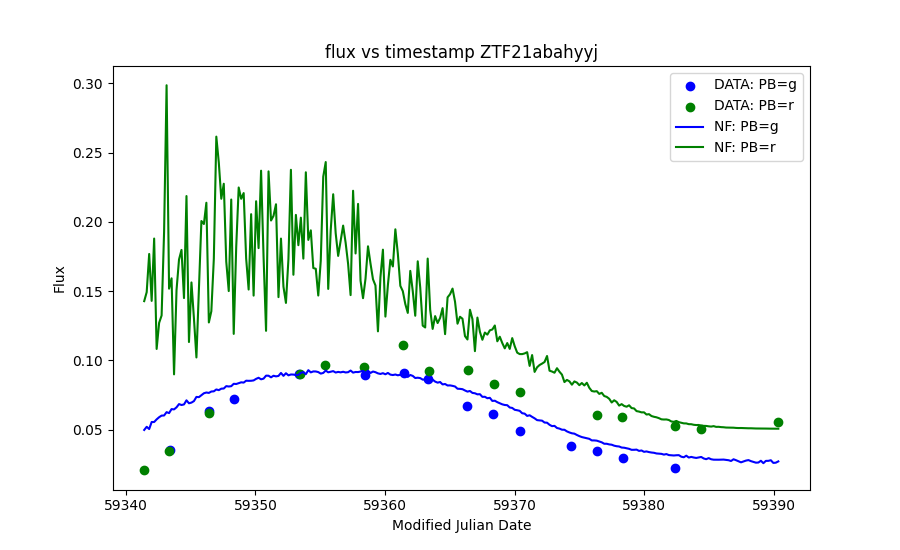 flux vs timestamp ZTF21abahyyj
0.30
0.25
0.20
0.15
0.10
0.05
Flux
59340
59350
59360
59370
59380
59390
Modified Julian Date
DATA: PB=g
DATA: PB=r
NF: PB=g
NF: PB=r